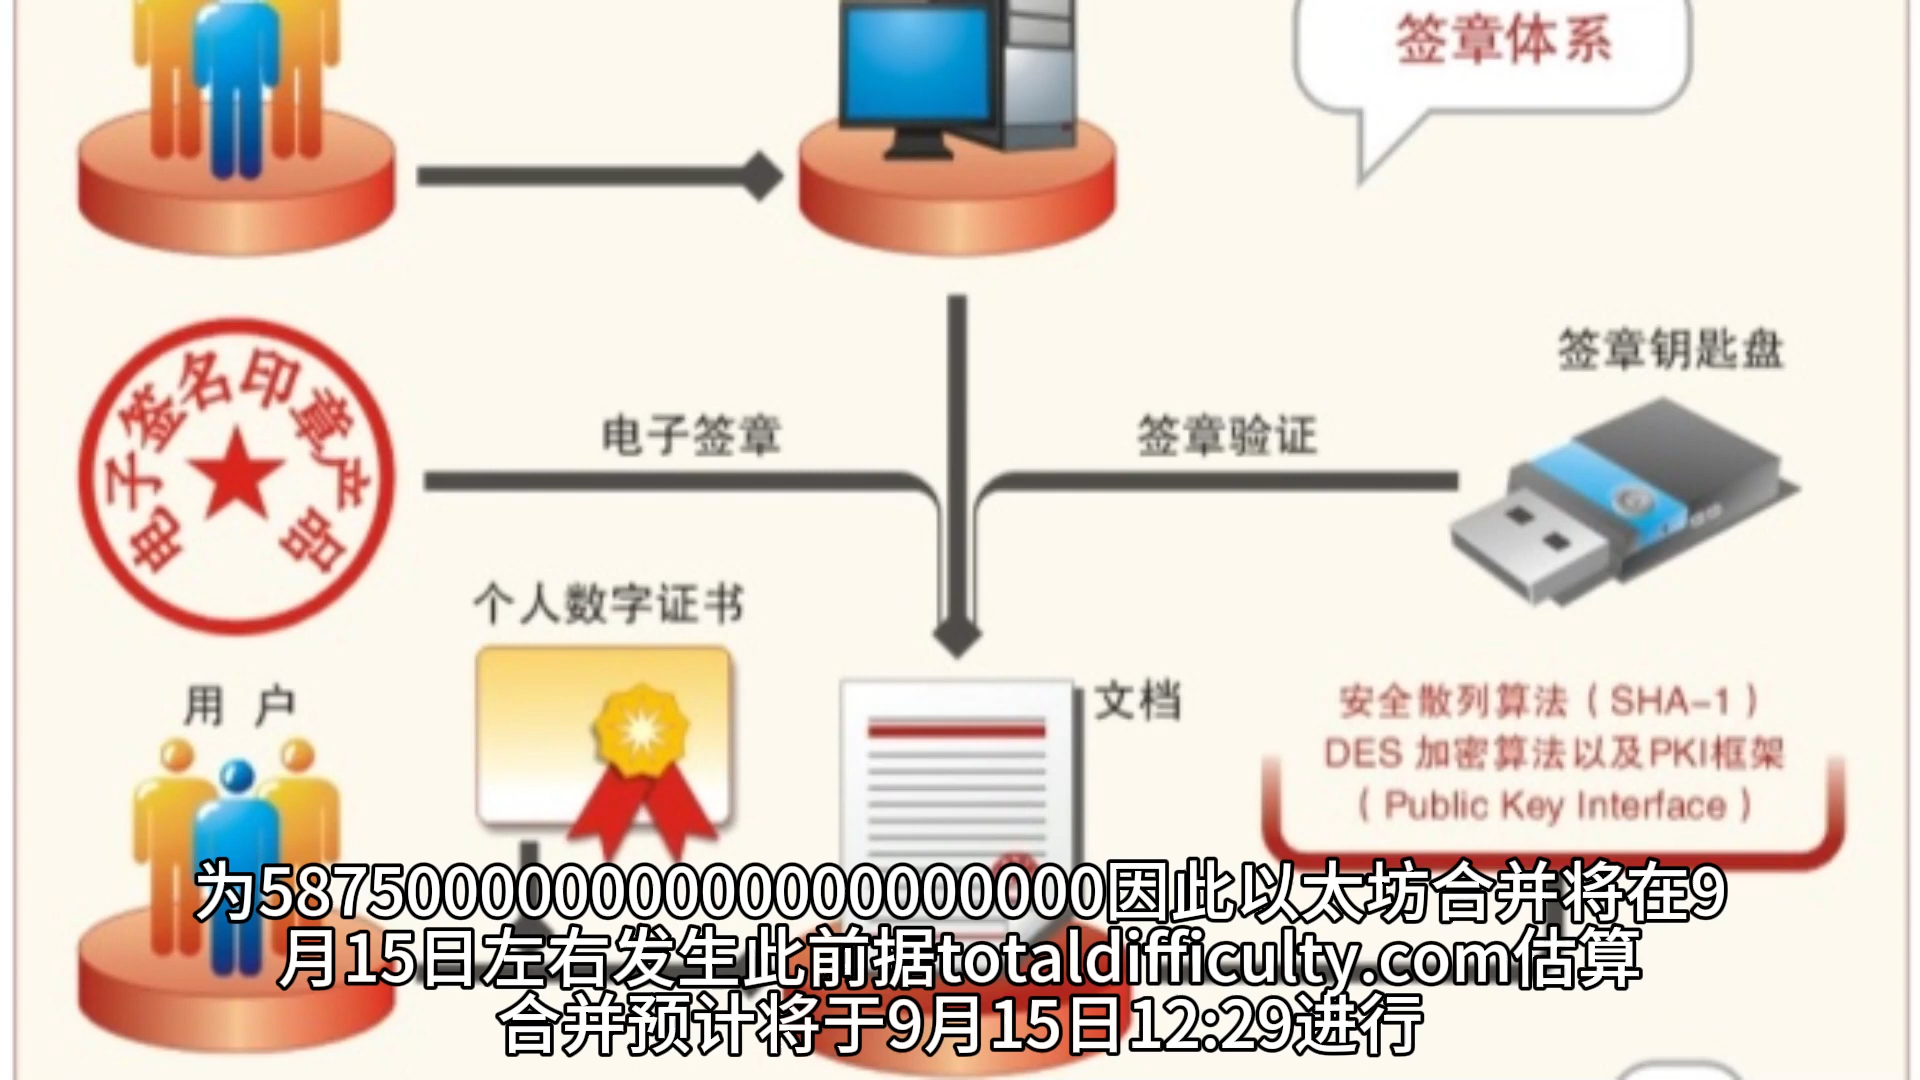 签章体系
签章钥匙盘
电子签章
签章验证
电子签名印章产品
个人数字证书
用 户
文档
安全散列算法（SHA-1）
DES 加密算法以及PKI框架
（Public Key Interface）
为58750000000000000000000因此以太坊合并将在9
月15日左右发生此前据totaldifficulty.com估算
合并预计将于9月15日12:29进行